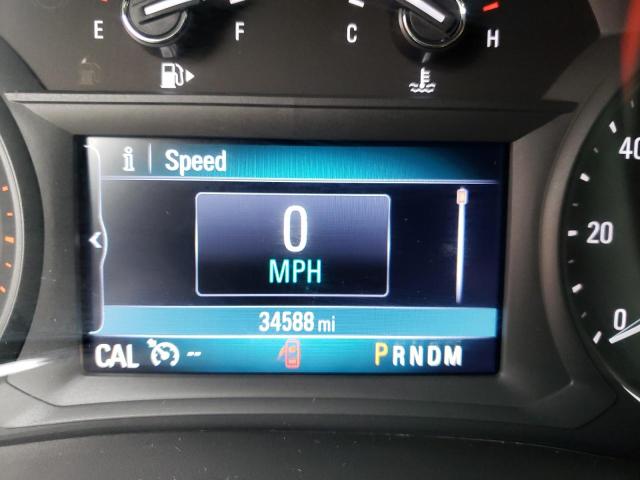 E F C H
i Speed
0
MPH
34588 mi
CAL -- PRNDM
40
20
0